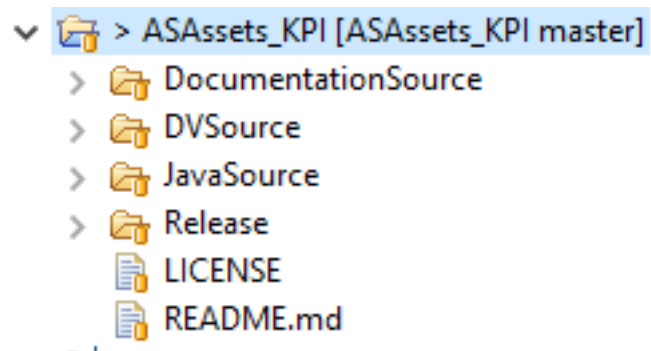 > ASAssets_KPI [ASAssets_KPI master]
DocumentationSource
DVSource
JavaSource
Release
LICENSE
README.md